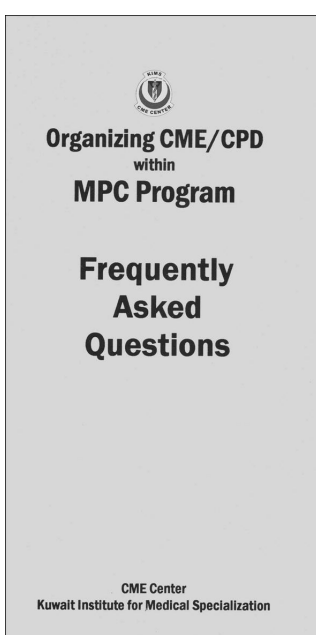 KIMS
CME CENTER
Organizing CME/CPD
within
MPC Program
Frequently
Asked
Questions
CME Center
Kuwait Institute for Medical Specialization